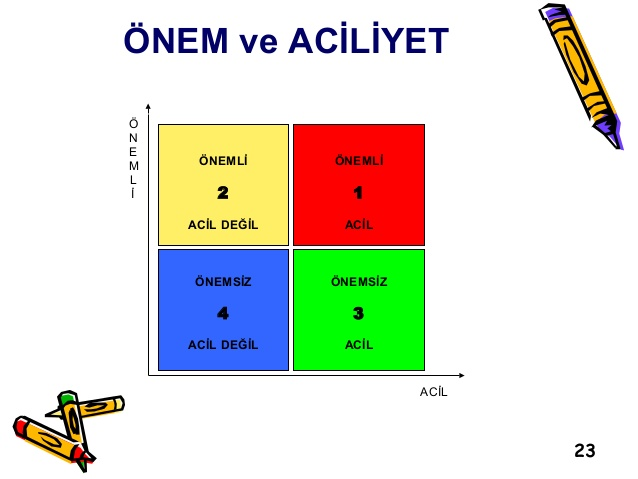 ÖNEM ve ACİLİYET
Ö
N
E
M
L
İ
ÖNEMLİ
2
ACİL DEĞİL
ÖNEMLİ
1
ACİL
ÖNEMSİZ
4
ACİL DEĞİL
ÖNEMSİZ
3
ACİL
ACİL
23